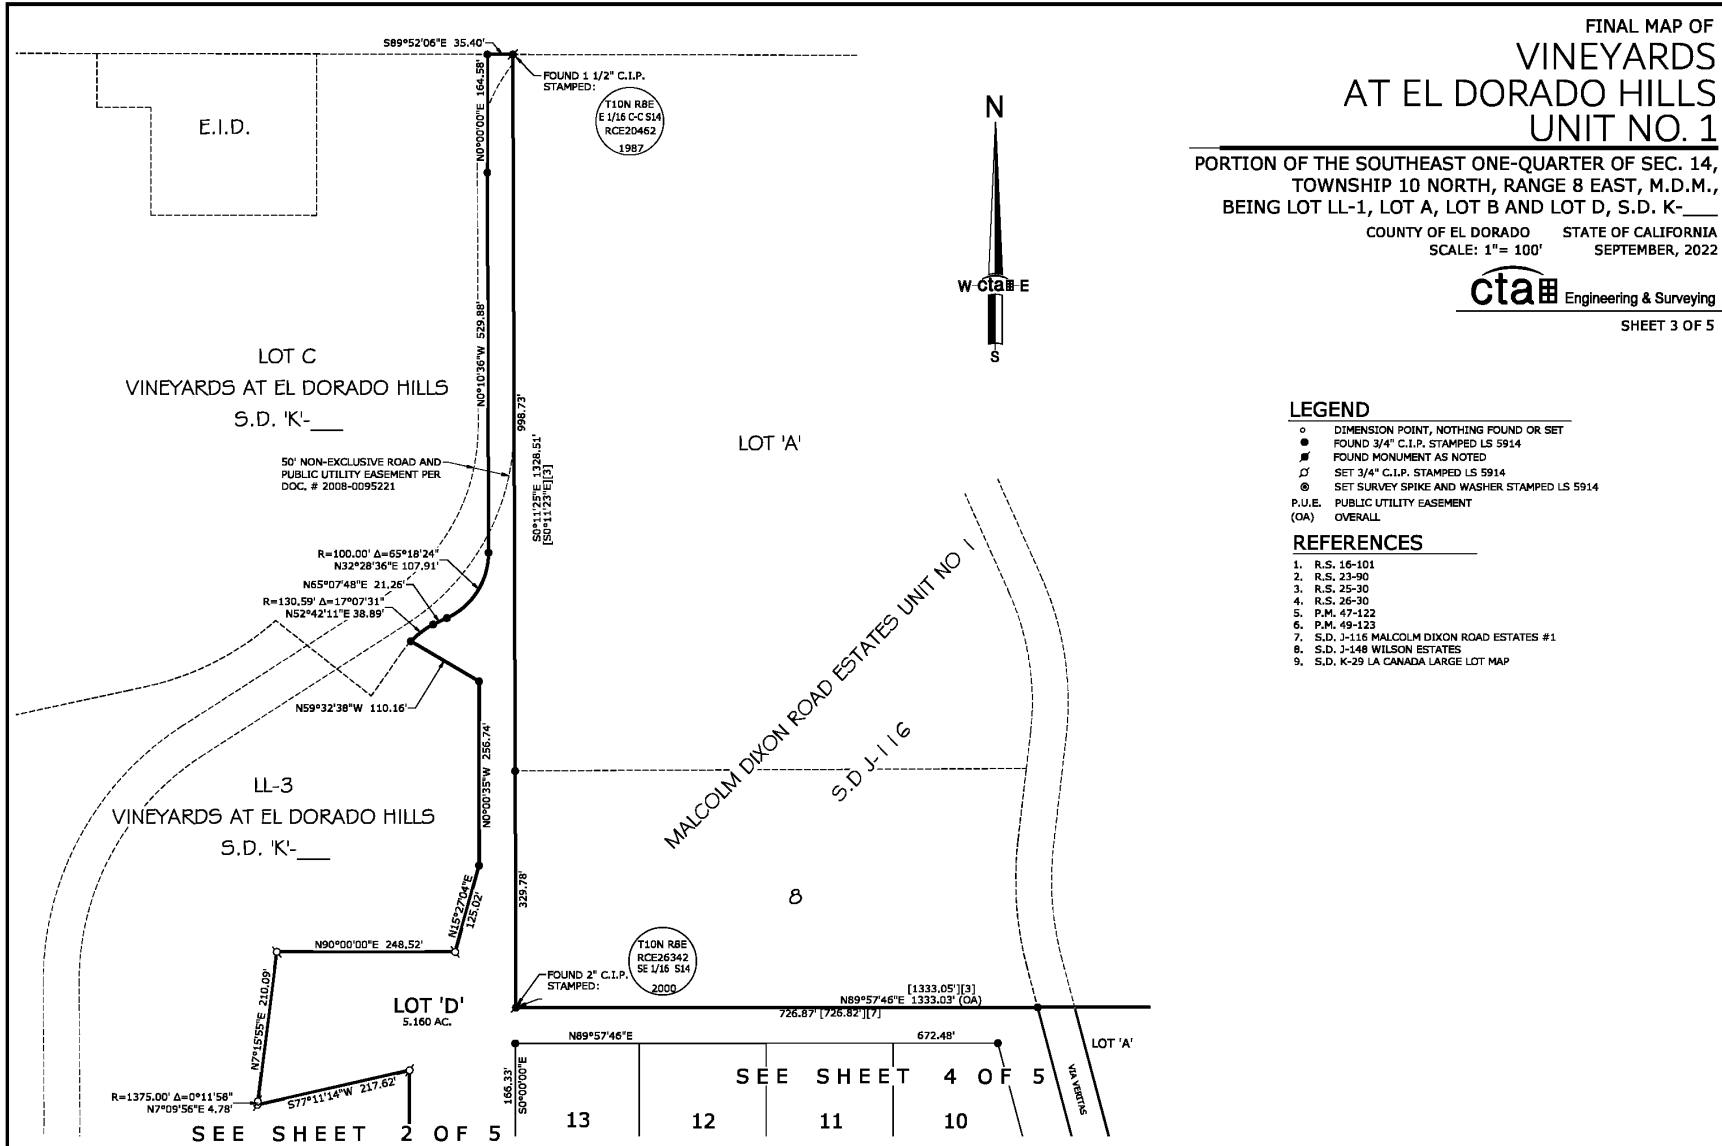 FINAL MAP OF
VINEYARDS
AT EL DORADO HILLS
UNIT NO. 1
PORTION OF THE SOUTHEAST ONE-QUARTER OF SEC. 14,
TOWNSHIP 10 NORTH, RANGE 8 EAST, M.D.M.,
BEING LOT LL-1, LOT A, LOT B AND LOT D, S.D. K-___
COUNTY OF EL DORADO STATE OF CALIFORNIA
SCALE: 1"= 100' SEPTEMBER, 2022
cta Engineering & Surveying
SHEET 3 OF 5
LEGEND
DIMENSION POINT, NOTHING FOUND OR SET
FOUND 3/4" C.I.P. STAMPED LS 5914
FOUND MONUMENT AS NOTED
SET 3/4" C.I.P. STAMPED LS 5914
SET SURVEY SPIKE AND WASHER STAMPED LS 5914
P.U.E. PUBLIC UTILITY EASEMENT
(OA) OVERALL
REFERENCES
1. R.S. 16-101
2. R.S. 23-90
3. R.S. 25-30
4. R.S. 26-30
5. P.M. 47-122
6. P.M. 49-123
7. S.D. J-116 MALCOLM DIXON ROAD ESTATES #1
8. S.D. J-148 WILSON ESTATES
9. S.D. K-29 LA CANADA LARGE LOT MAP
N
W cta E
S
S89°52'06"E 35.40'
FOUND 1 1/2" C.I.P.
STAMPED:
T10N R8E
E 1/16 C-C S14
RCE20462
1987
E.I.D.
N0°00'00"E 164.58'
N0°10'36"W 529.88'
998.73'
S0°11'25"E 1328.51'
[S0°11'23"E][3]
LOT C
VINEYARDS AT EL DORADO HILLS
S.D. 'K'-___
50' NON-EXCLUSIVE ROAD AND
PUBLIC UTILITY EASEMENT PER
DOC. # 2008-0095221
LOT 'A'
R=100.00' Δ=65°18'24"
N32°28'36"E 107.91'
N65°07'48"E 21.26'
R=130.59' Δ=17°07'31"
N52°42'11"E 38.89'
N59°32'38"W 110.16'
N0°00'35"W 256.74'
MALCOLM DIXON ROAD ESTATES UNIT NO 1
S.D J-116
LL-3
VINEYARDS AT EL DORADO HILLS
S.D. 'K'-___
N15°27'04"E
125.02'
329.78'
8
N90°00'00"E 248.52'
N7°15'55"E 210.09'
LOT 'D'
5.160 AC.
T10N R8E
RCE26342
SE 1/16 S14
2000
FOUND 2" C.I.P.
STAMPED:
[1333.05'][3]
N89°57'46"E 1333.03' (OA)
726.87' [726.82'][7]
N89°57'46"E 672.48'
LOT 'A'
VIA VERITAS
166.33'
S0°00'00"E
SEE SHEET 4 OF 5
R=1375.00' Δ=0°11'58"
N7°09'56"E 4.78'
S77°11'14"W 217.62'
13 12 11 10
SEE SHEET 2 OF 5